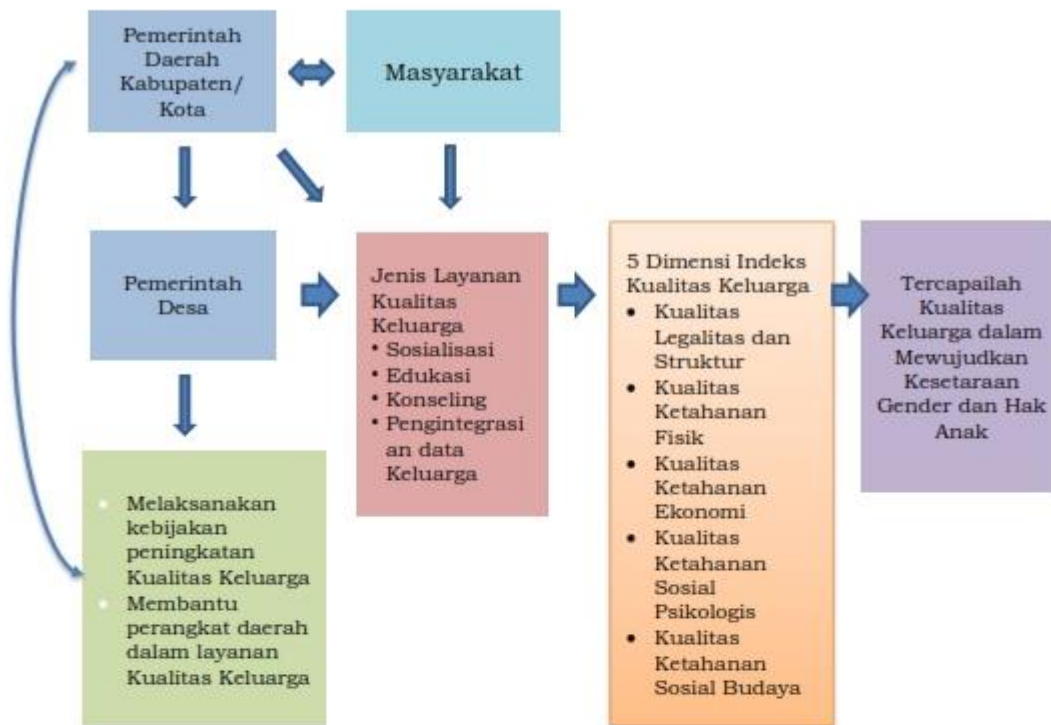 Pemerintah
Daerah
Kabupaten/
Kota
Masyarakat
Pemerintah
Desa
Jenis Layanan
Kualitas
Keluarga
• Sosialisasi
• Edukasi
• Konseling
• Pengintegrasi
an data
Keluarga
5 Dimensi Indeks
Kualitas Keluarga
• Kualitas
Legalitas dan
Struktur
• Kualitas
Ketahanan
Fisik
• Kualitas
Ketahanan
Ekonomi
• Kualitas
Ketahanan
Sosial
Psikologis
• Kualitas
Ketahanan
Sosial Budaya
Tercapailah
Kualitas
Keluarga dalam
Mewujudkan
Kesetaraan
Gender dan Hak
Anak
• Melaksanakan
kebijakan
peningkatan
Kualitas Keluarga
• Membantu
perangkat daerah
dalam layanan
Kualitas Keluarga